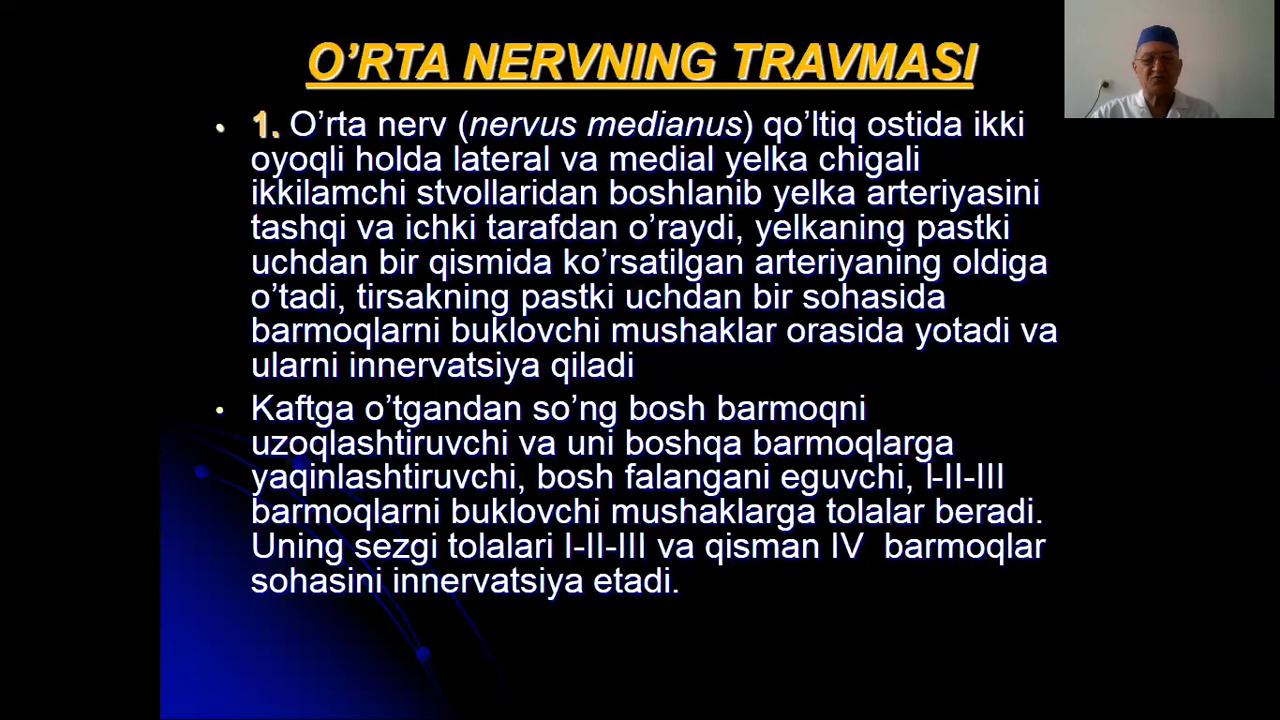 O’RTA NERVNING TRAVMASI
• 1. O’rta nerv (nervus medianus) qo’ltiq ostida ikki
oyoqli holda lateral va medial yelka chigali
ikkilamchi stvollaridan boshlanib yelka arteriyasini
tashqi va ichki tarafdan o’raydi, yelkaning pastki
uchdan bir qismida ko’rsatilgan arteriyaning oldiga
o’tadi, tirsakning pastki uchdan bir sohasida
barmoqlarni buklovchi mushaklar orasida yotadi va
ularni innervatsiya qiladi
• Kaftga o’tgandan so’ng bosh barmoqni
uzoqlashtiruvchi va uni boshqa barmoqlarga
yaqinlashtiruvchi, bosh falangani eguvchi, I-II-III
barmoqlarni buklovchi mushaklarga tolalar beradi.
Uning sezgi tolalari I-II-III va qisman IV  barmoqlar
sohasini innervatsiya etadi.